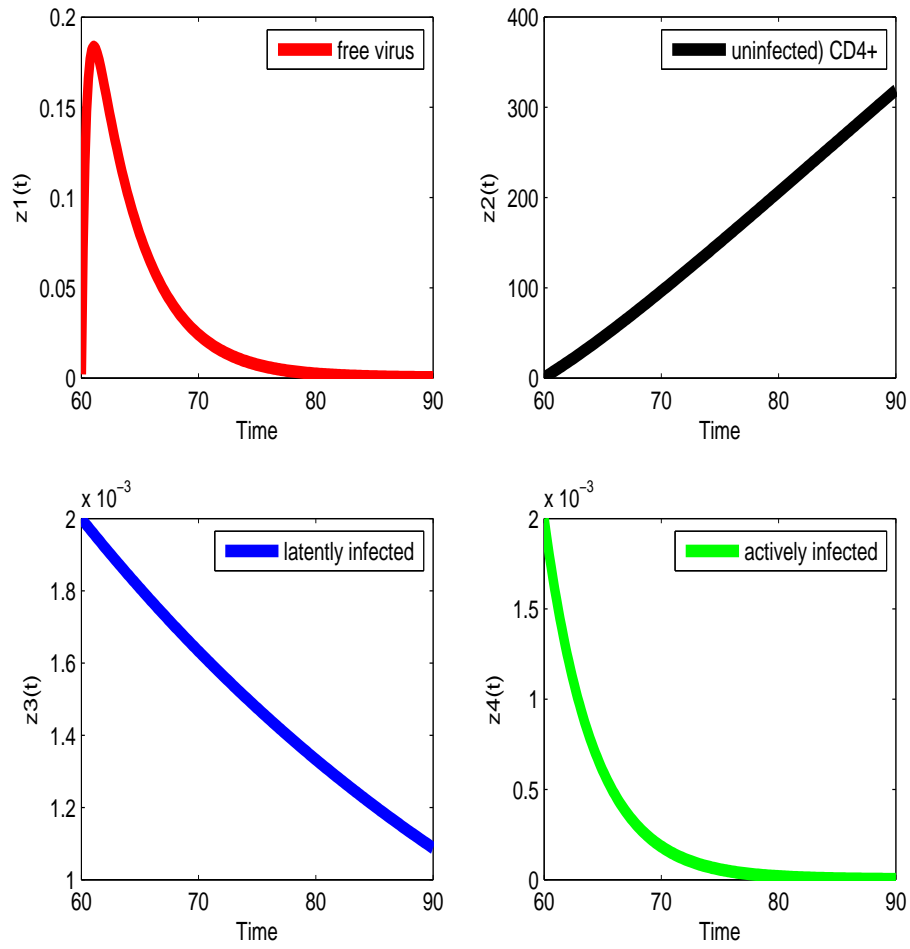 0.2
0.15
0.1
0.05
0
z1(t)
free virus
60
70
80
90
Time
400
300
200
100
0
z2(t)
uninfected) CD4+
60
70
80
90
Time
x 10⁻³
2
1.8
1.6
1.4
1.2
1
z3(t)
latently infected
60
70
80
90
Time
x 10⁻³
2
1.5
1
0.5
0
z4(t)
actively infected
60
70
80
90
Time